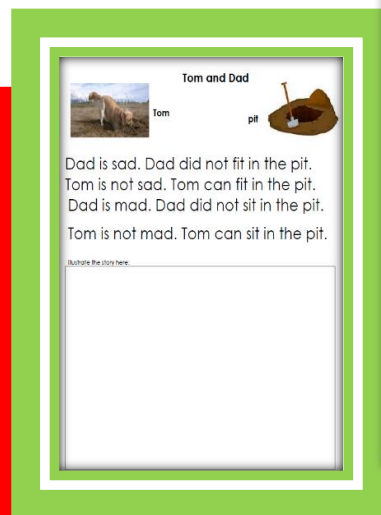 Tom and Dad
Tom
pit
Dad is sad. Dad did not fit in the pit.
Tom is not sad. Tom can fit in the pit.
Dad is mad. Dad did not sit in the pit.
Tom is not mad. Tom can sit in the pit.
Illustrate the story here: